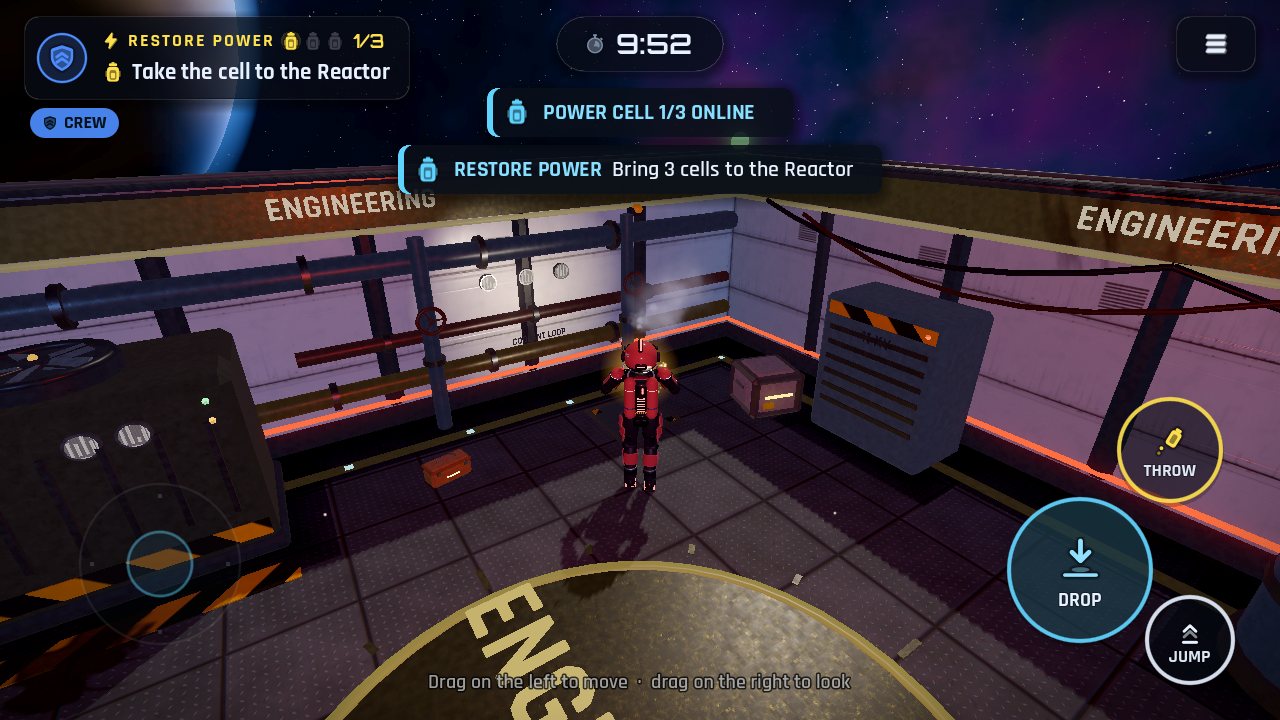 RESTORE POWER 1/3
Take the cell to the Reactor
CREW
9:52
POWER CELL 1/3 ONLINE
RESTORE POWER Bring 3 cells to the Reactor
ENGINEERING
ENGINEERI
THROW
DROP
JUMP
ENG
Drag on the left to move · drag on the right to look